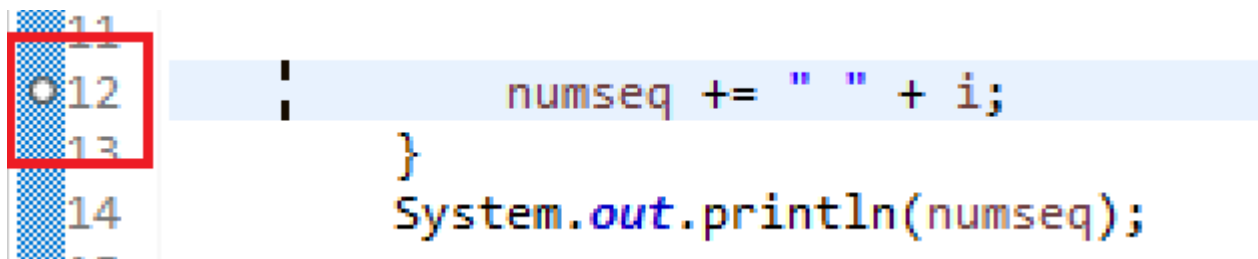 11
12 numseq += " " + i;
13 }
14 System.out.println(numseq);